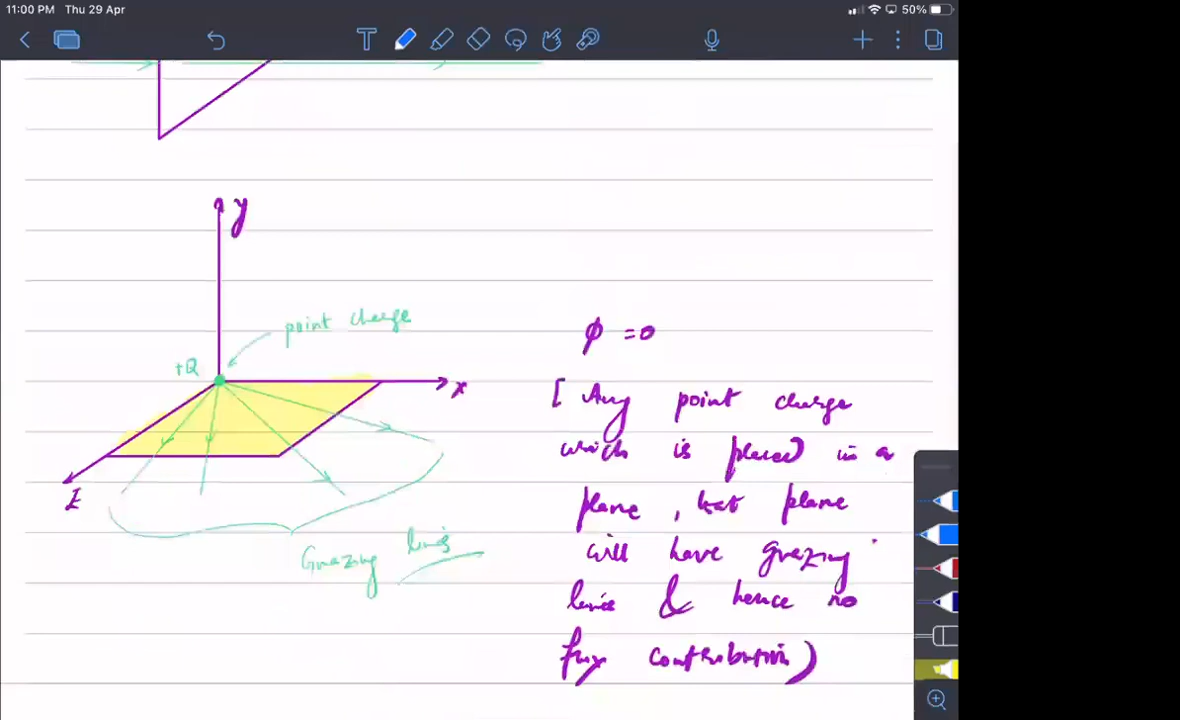 11:00 PM Thu 29 Apr
50%
T
y
point charge
+Q
x
z
Grazing lines
φ = 0
[ Any point charge
which is placed in a
plane, that plane
will have grazing
lines & hence no
flux contribution)